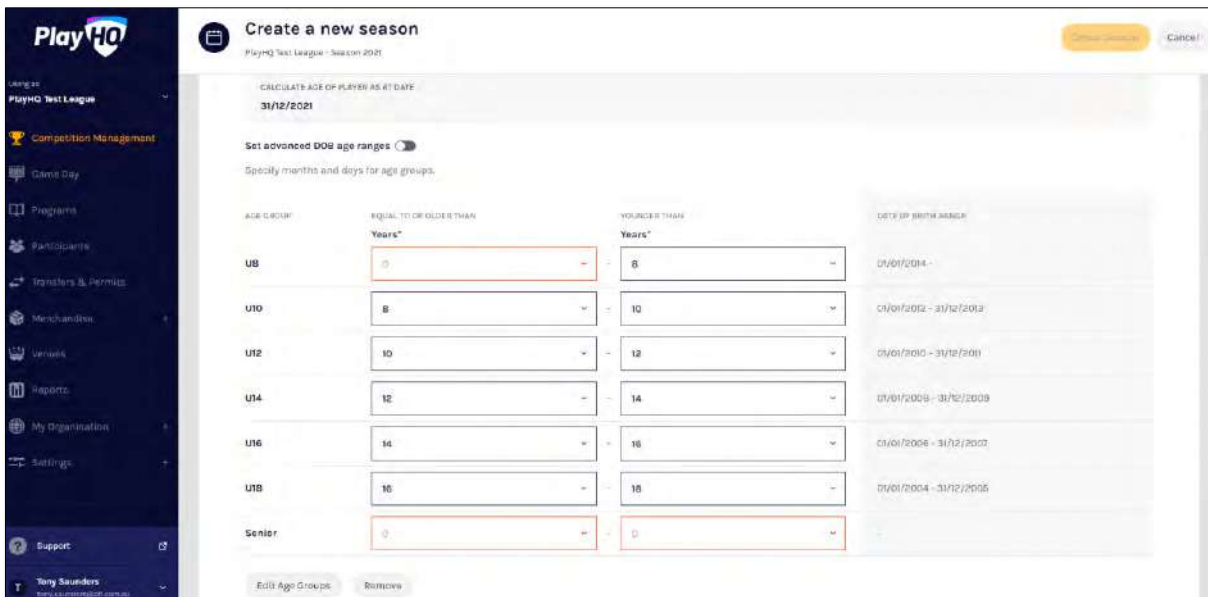 PlayHQ
Using as
PlayHQ Test League
Competition Management
Game Day
Programs
Participants
Transfers & Permits
Merchandise +
Venues
Reports
My Organisation +
Settings +
Support
T Tony Saunders
Create a new season
PlayHQ Test League - Season 2021
Create Season
Cancel
CALCULATE AGE OF PLAYER AS AT DATE
31/12/2021
Set advanced DOB age ranges
Specify months and days for age groups.
AGE GROUP EQUAL TO OR OLDER THAN YOUNGER THAN DATE OF BIRTH RANGE
Years* Years*
U8 0 - 8 01/01/2014 -
U10 8 - 10 01/01/2012 - 31/12/2013
U12 10 - 12 01/01/2010 - 31/12/2011
U14 12 - 14 01/01/2008 - 31/12/2009
U16 14 - 16 01/01/2006 - 31/12/2007
U18 16 - 18 01/01/2004 - 31/12/2005
Senior 0 - 0 -
Edit Age Groups Remove